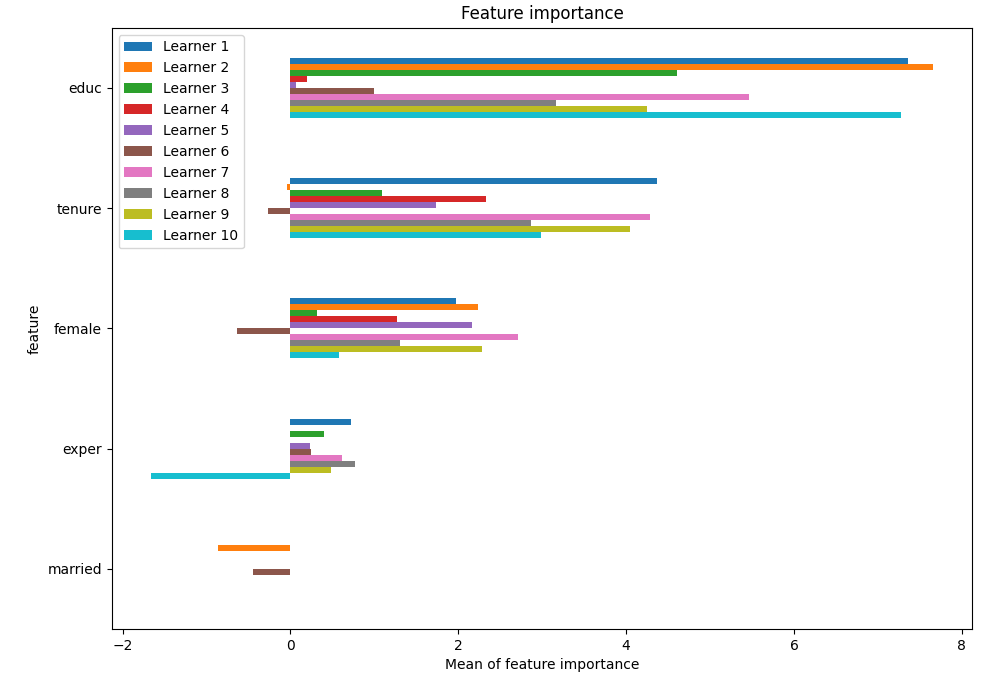 Feature importance
Learner 1
Learner 2
Learner 3
Learner 4
Learner 5
Learner 6
Learner 7
Learner 8
Learner 9
Learner 10
educ
tenure
female
exper
married
feature
−2
0
2
4
6
8
Mean of feature importance